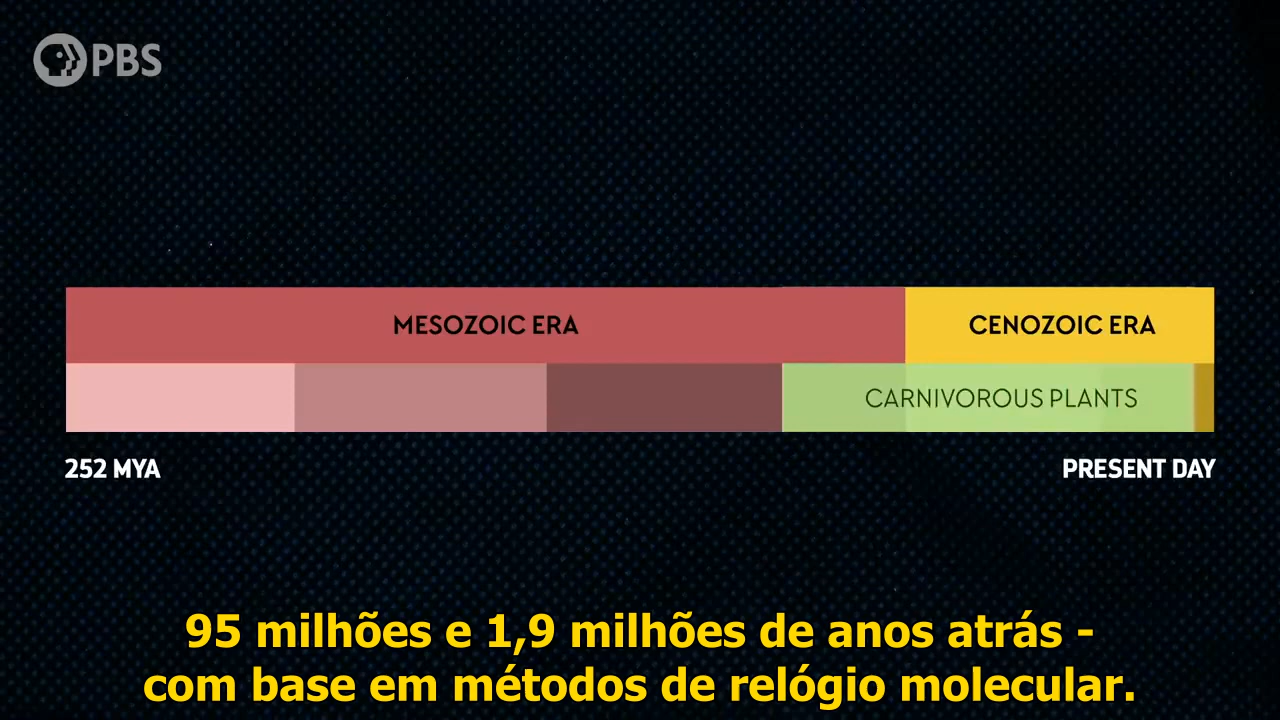 PBS
MESOZOIC ERA
CENOZOIC ERA
CARNIVOROUS PLANTS
252 MYA
PRESENT DAY
95 milhões e 1,9 milhões de anos atrás -
com base em métodos de relógio molecular.